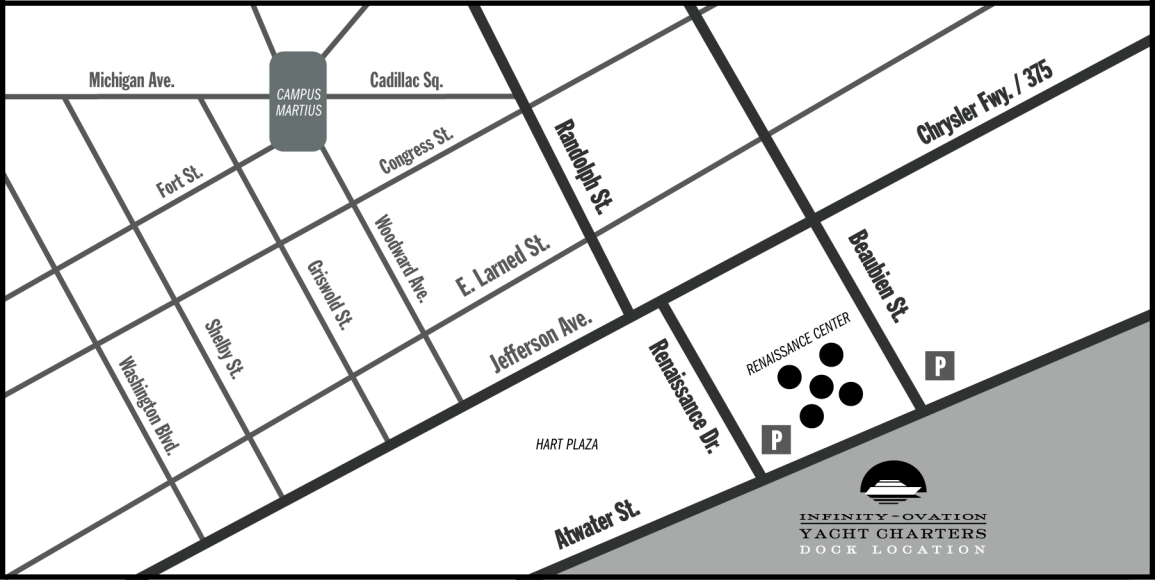 Michigan Ave.
Cadillac Sq.
CAMPUS
MARTIUS
Chrysler Fwy. / 375
Congress St.
Randolph St.
Fort St.
Woodward Ave.
E. Larned St.
Beaubien St.
Griswold St.
Shelby St.
Jefferson Ave.
RENAISSANCE CENTER
Washington Blvd.
Renaissance Dr.
P
P
HART PLAZA
Atwater St.
INFINITY-OVATION
YACHT CHARTERS
DOCK LOCATION